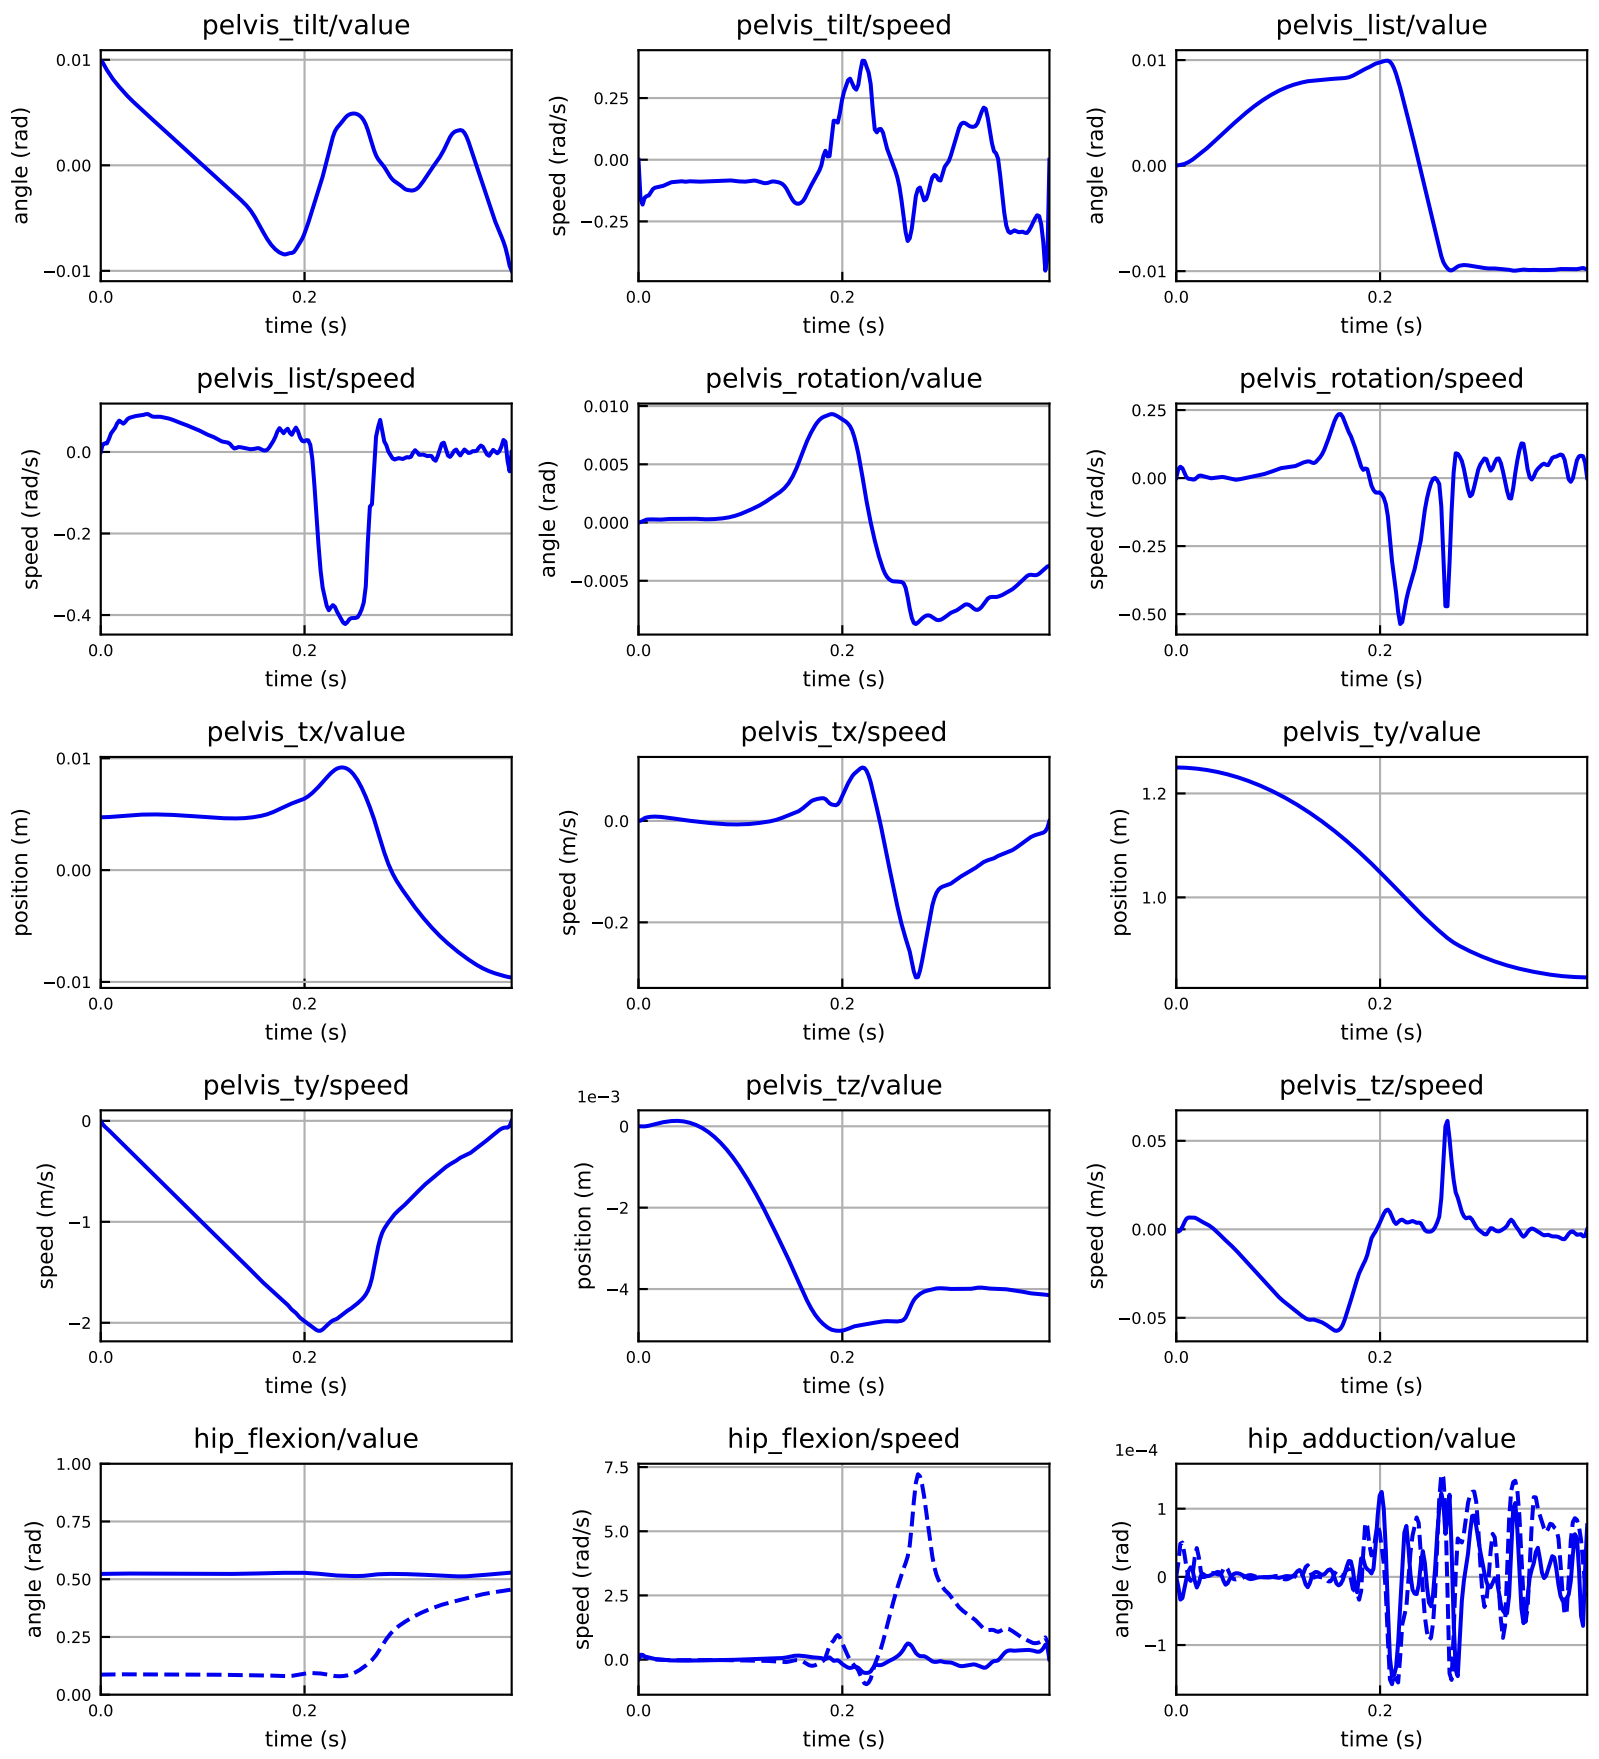 pelvis_tilt/value
pelvis_tilt/speed
pelvis_list/value
0.01
0.00
−0.01
angle (rad)
0.0
0.2
time (s)
0.25
0.00
−0.25
speed (rad/s)
0.0
0.2
time (s)
0.01
0.00
−0.01
angle (rad)
0.0
0.2
time (s)
pelvis_list/speed
pelvis_rotation/value
pelvis_rotation/speed
0.0
−0.2
−0.4
speed (rad/s)
0.0
0.2
time (s)
0.010
0.005
0.000
−0.005
angle (rad)
0.0
0.2
time (s)
0.25
0.00
−0.25
−0.50
speed (rad/s)
0.0
0.2
time (s)
pelvis_tx/value
pelvis_tx/speed
pelvis_ty/value
0.01
0.00
−0.01
position (m)
0.0
0.2
time (s)
0.0
−0.2
speed (m/s)
0.0
0.2
time (s)
1.2
1.0
position (m)
0.0
0.2
time (s)
pelvis_ty/speed
pelvis_tz/value
pelvis_tz/speed
0
−1
−2
speed (m/s)
0.0
0.2
time (s)
1e−3
0
−2
−4
position (m)
0.0
0.2
time (s)
0.05
0.00
−0.05
speed (m/s)
0.0
0.2
time (s)
hip_flexion/value
hip_flexion/speed
hip_adduction/value
1.00
0.75
0.50
0.25
0.00
angle (rad)
0.0
0.2
time (s)
7.5
5.0
2.5
0.0
speed (rad/s)
0.0
0.2
time (s)
1e−4
1
0
−1
angle (rad)
0.0
0.2
time (s)